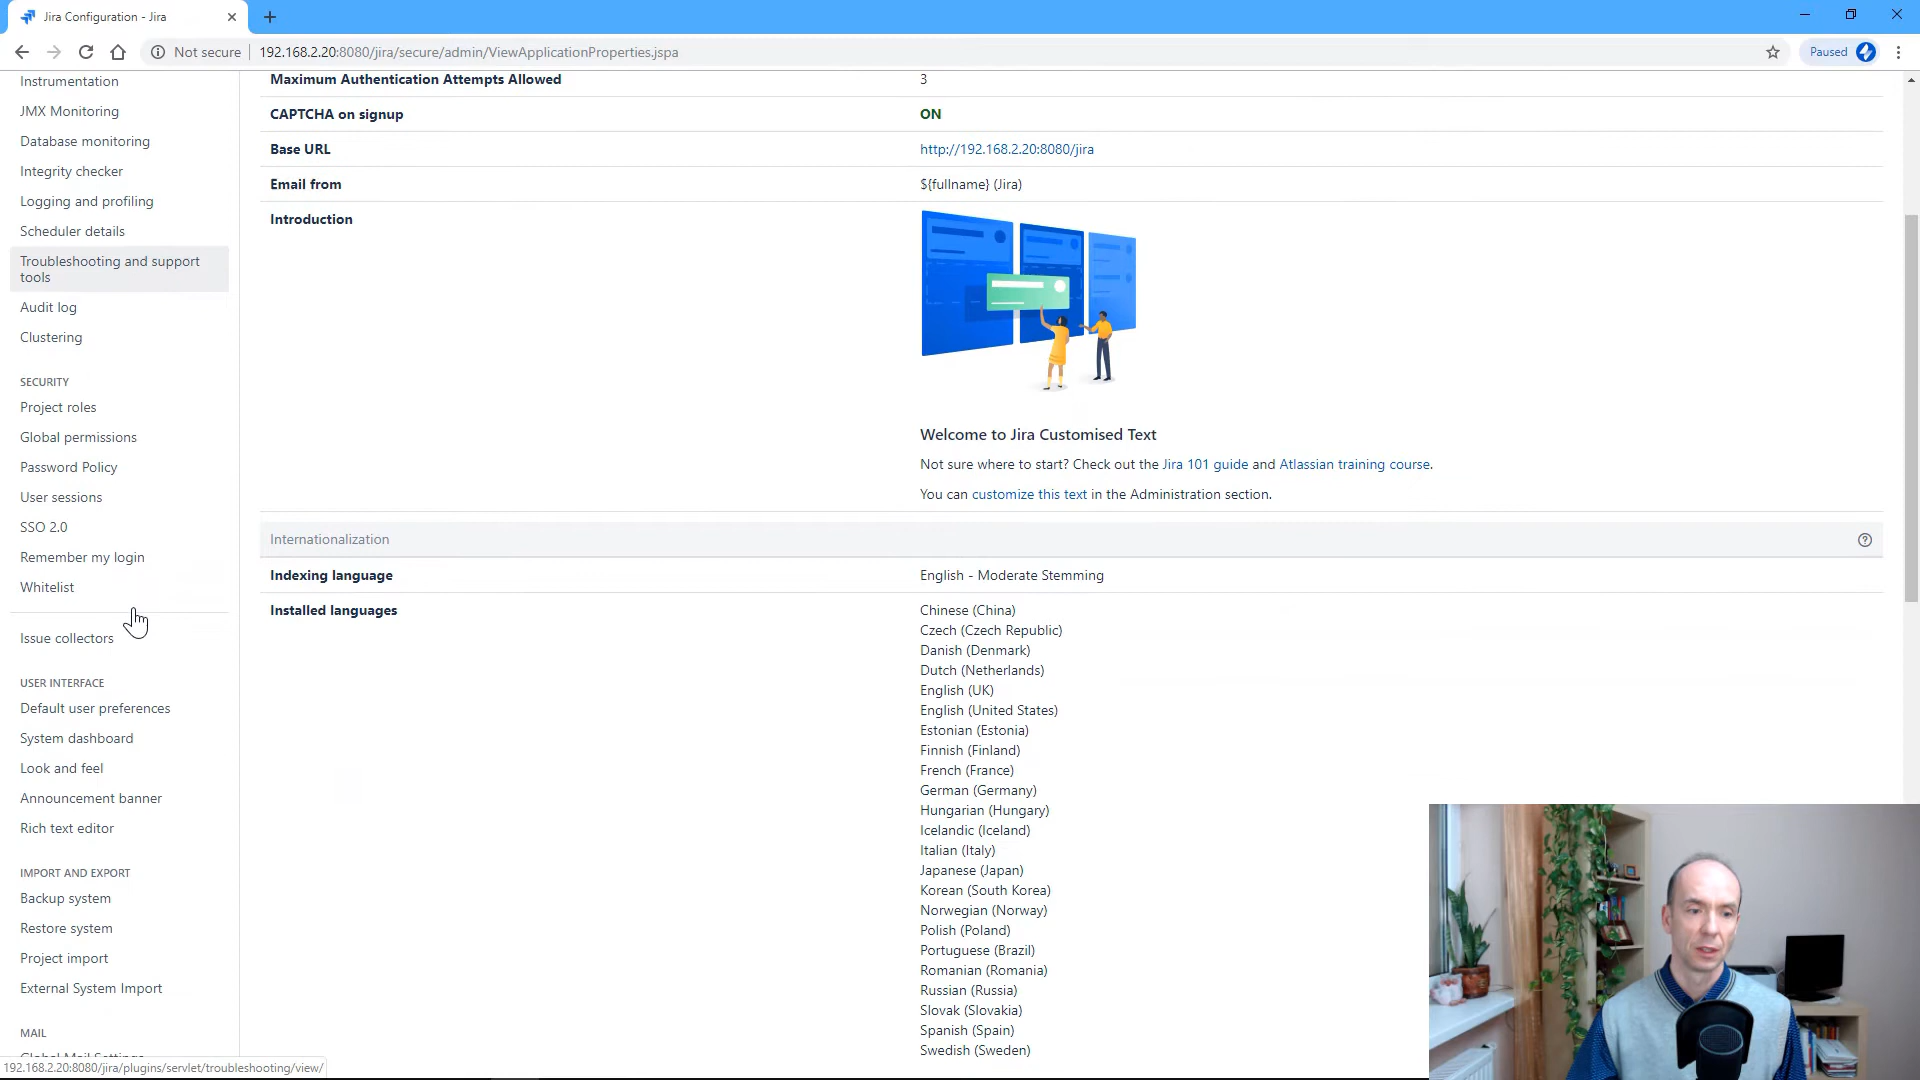 Jira Configuration - Jira
Not secure
192.168.2.20:8080/jira/secure/admin/ViewApplicationProperties.jspa
Paused
Instrumentation
JMX Monitoring
Database monitoring
Integrity checker
Logging and profiling
Scheduler details
Troubleshooting and support
tools
Audit log
Clustering
SECURITY
Project roles
Global permissions
Password Policy
User sessions
SSO 2.0
Remember my login
Whitelist
Issue collectors
USER INTERFACE
Default user preferences
System dashboard
Look and feel
Announcement banner
Rich text editor
IMPORT AND EXPORT
Backup system
Restore system
Project import
External System Import
MAIL
Global Mail Settings
192.168.2.20:8080/jira/plugins/servlet/troubleshooting/view/
Maximum Authentication Attempts Allowed 3
CAPTCHA on signup ON
Base URL http://192.168.2.20:8080/jira
Email from ${fullname} (Jira)
Introduction
Welcome to Jira Customised Text
Not sure where to start? Check out the Jira 101 guide and Atlassian training course.
You can customize this text in the Administration section.
Internationalization
Indexing language English - Moderate Stemming
Installed languages Chinese (China)
Czech (Czech Republic)
Danish (Denmark)
Dutch (Netherlands)
English (UK)
English (United States)
Estonian (Estonia)
Finnish (Finland)
French (France)
German (Germany)
Hungarian (Hungary)
Icelandic (Iceland)
Italian (Italy)
Japanese (Japan)
Korean (South Korea)
Norwegian (Norway)
Polish (Poland)
Portuguese (Brazil)
Romanian (Romania)
Russian (Russia)
Slovak (Slovakia)
Spanish (Spain)
Swedish (Sweden)